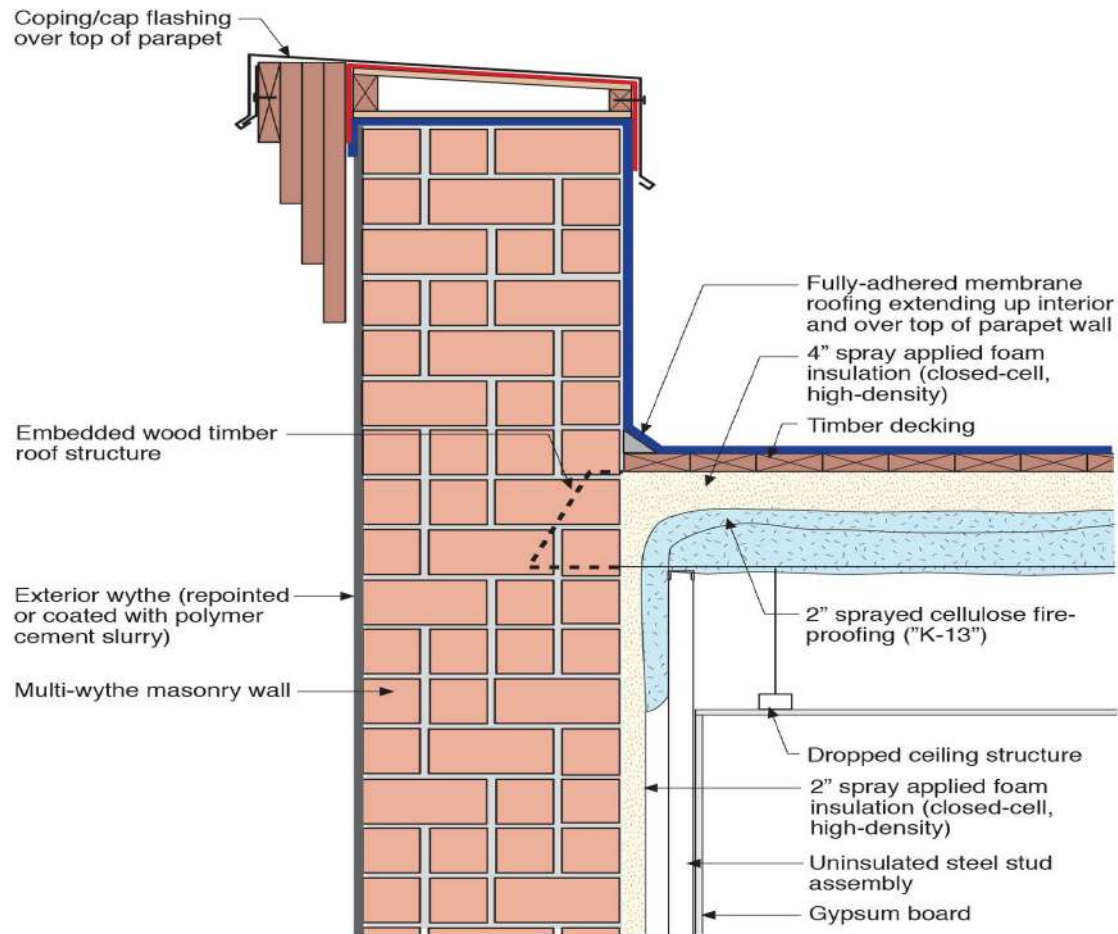 Coping/cap flashing
over top of parapet
Fully-adhered membrane
roofing extending up interior
and over top of parapet wall
4” spray applied foam
insulation (closed-cell,
high-density)
Timber decking
Embedded wood timber
roof structure
Exterior wythe (repointed
or coated with polymer
cement slurry)
2” sprayed cellulose fire-
proofing (”K-13”)
Multi-wythe masonry wall
Dropped ceiling structure
2” spray applied foam
insulation (closed-cell,
high-density)
Uninsulated steel stud
assembly
Gypsum board